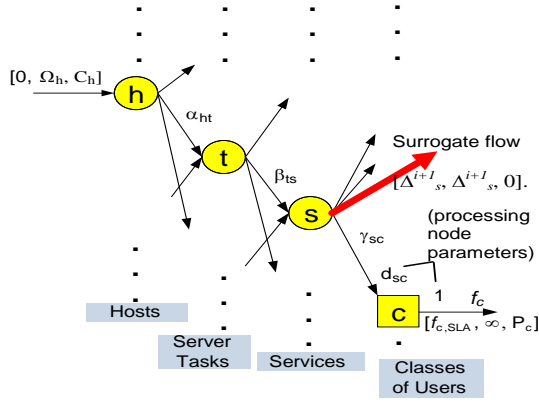 [0, Ωh, Ch]
h
αht
t
βts
s
Surrogate flow
[Δi+1s, Δi+1s, 0].
(processing
node
parameters)
γsc
dsc
1
c
fc
[fc,SLA, ∞, Pc]
Hosts
Server
Tasks
Services
Classes
of Users